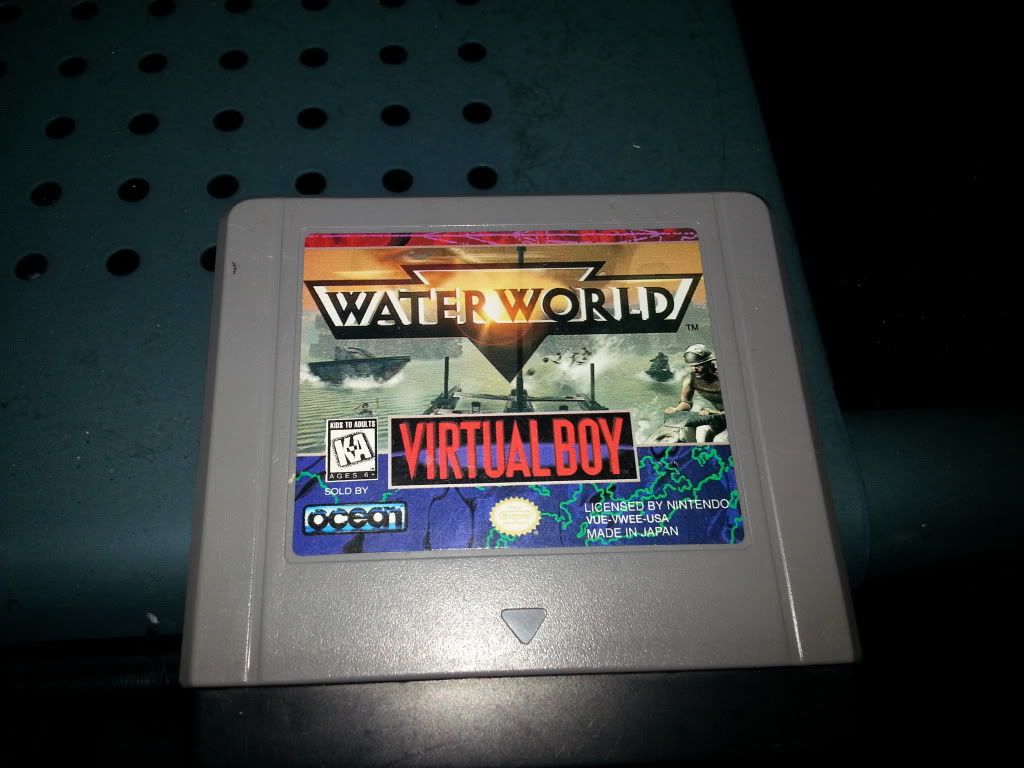 WATERWORLD
TM
KIDS TO ADULTS
K-A
AGES 6+
VIRTUAL BOY
SOLD BY
ocean
LICENSED BY NINTENDO
VUE-VWEE-USA
MADE IN JAPAN